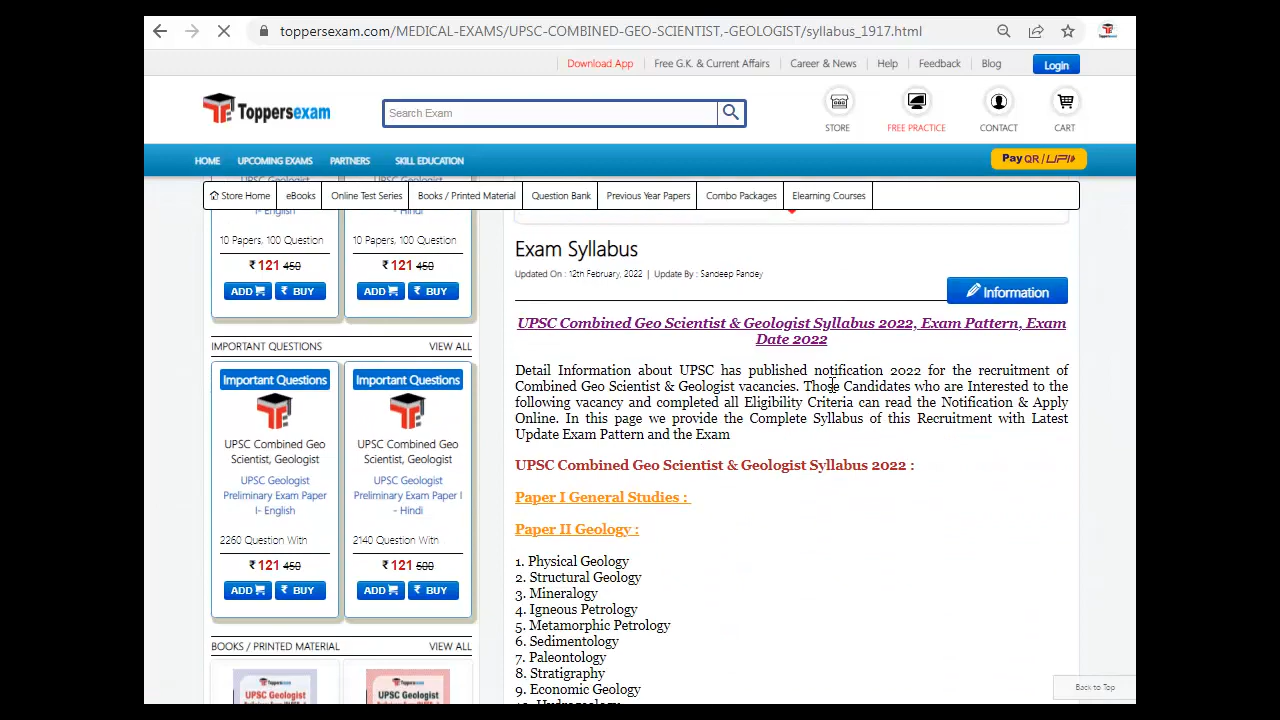 toppersexam.com/MEDICAL-EXAMS/UPSC-COMBINED-GEO-SCIENTIST,-GEOLOGIST/syllabus_1917.html
Download App Free G.K. & Current Affairs Career & News Help Feedback Blog Login
Toppersexam
Search Exam
STORE FREE PRACTICE CONTACT CART
HOME UPCOMING EXAMS PARTNERS SKILL EDUCATION Pay QR / UPI
Store Home eBooks Online Test Series Books / Printed Material Question Bank Previous Year Papers Combo Packages Elearning Courses
I- English - Hindi
10 Papers, 100 Question 10 Papers, 100 Question
₹ 121 450 ₹ 121 450
ADD ₹ BUY ADD ₹ BUY
IMPORTANT QUESTIONS VIEW ALL
Important Questions Important Questions
UPSC Combined Geo UPSC Combined Geo
Scientist, Geologist Scientist, Geologist
UPSC Geologist UPSC Geologist
Preliminary Exam Paper Preliminary Exam Paper I
I- English - Hindi
2260 Question With 2140 Question With
₹ 121 450 ₹ 121 500
ADD ₹ BUY ADD ₹ BUY
BOOKS / PRINTED MATERIAL VIEW ALL
Toppersexam Toppersexam
UPSC Geologist UPSC Geologist
Exam Syllabus
Updated On : 12th February, 2022 | Update By : Sandeep Pandey
Information
UPSC Combined Geo Scientist & Geologist Syllabus 2022, Exam Pattern, Exam
Date 2022
Detail Information about UPSC has published notification 2022 for the recruitment of
Combined Geo Scientist & Geologist vacancies. Those Candidates who are Interested to the
following vacancy and completed all Eligibility Criteria can read the Notification & Apply
Online. In this page we provide the Complete Syllabus of this Recruitment with Latest
Update Exam Pattern and the Exam
UPSC Combined Geo Scientist & Geologist Syllabus 2022 :
Paper I General Studies :
Paper II Geology :
1. Physical Geology
2. Structural Geology
3. Mineralogy
4. Igneous Petrology
5. Metamorphic Petrology
6. Sedimentology
7. Paleontology
8. Stratigraphy
9. Economic Geology
Back to Top